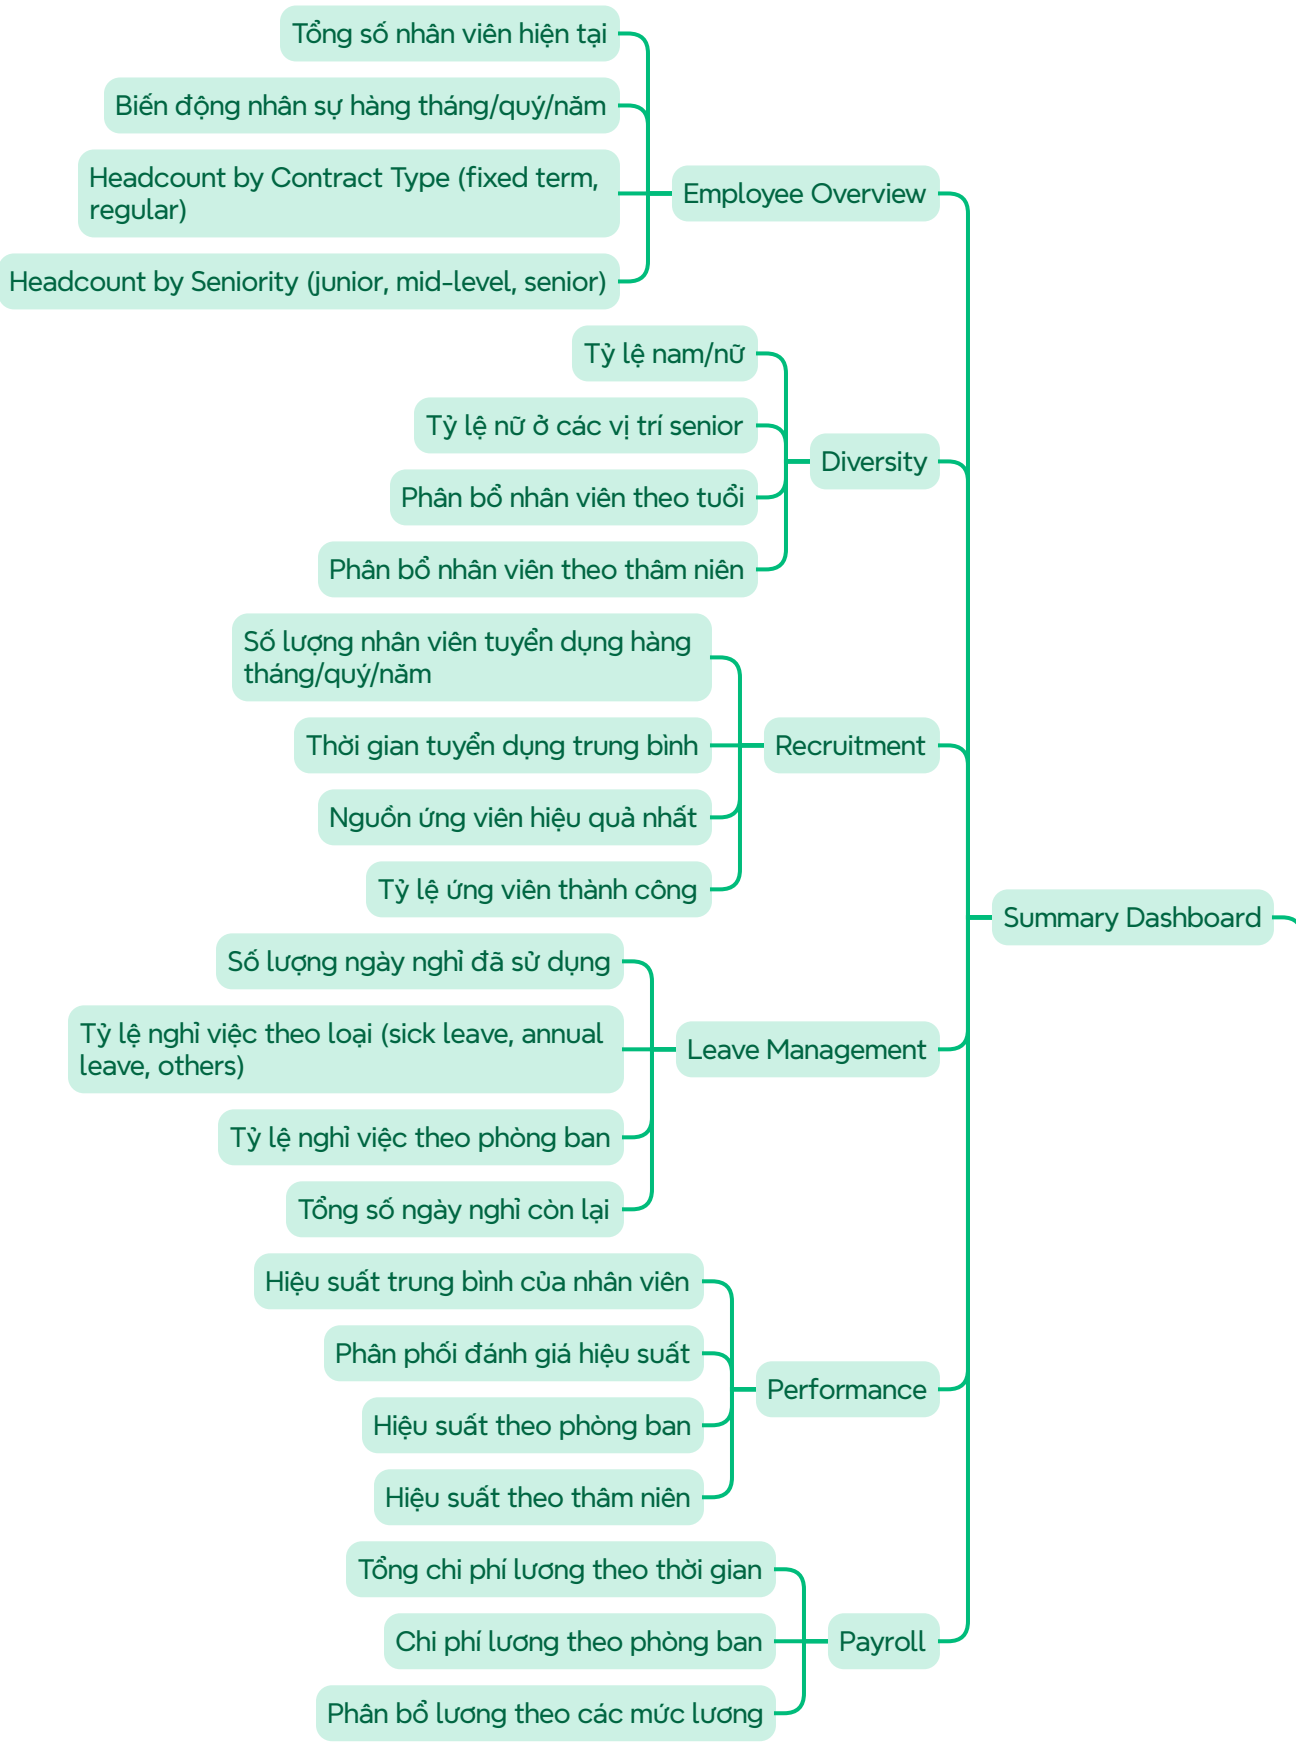 Tổng số nhân viên hiện tại
Biến động nhân sự hàng tháng/quý/năm
Headcount by Contract Type (fixed term,
regular)
Headcount by Seniority (junior, mid-level, senior)
Employee Overview
Tỷ lệ nam/nữ
Tỷ lệ nữ ở các vị trí senior
Phân bổ nhân viên theo tuổi
Phân bổ nhân viên theo thâm niên
Diversity
Số lượng nhân viên tuyển dụng hàng
tháng/quý/năm
Thời gian tuyển dụng trung bình
Nguồn ứng viên hiệu quả nhất
Tỷ lệ ứng viên thành công
Recruitment
Số lượng ngày nghỉ đã sử dụng
Tỷ lệ nghỉ việc theo loại (sick leave, annual
leave, others)
Tỷ lệ nghỉ việc theo phòng ban
Tổng số ngày nghỉ còn lại
Leave Management
Hiệu suất trung bình của nhân viên
Phân phối đánh giá hiệu suất
Hiệu suất theo phòng ban
Hiệu suất theo thâm niên
Performance
Tổng chi phí lương theo thời gian
Chi phí lương theo phòng ban
Phân bổ lương theo các mức lương
Payroll
Summary Dashboard